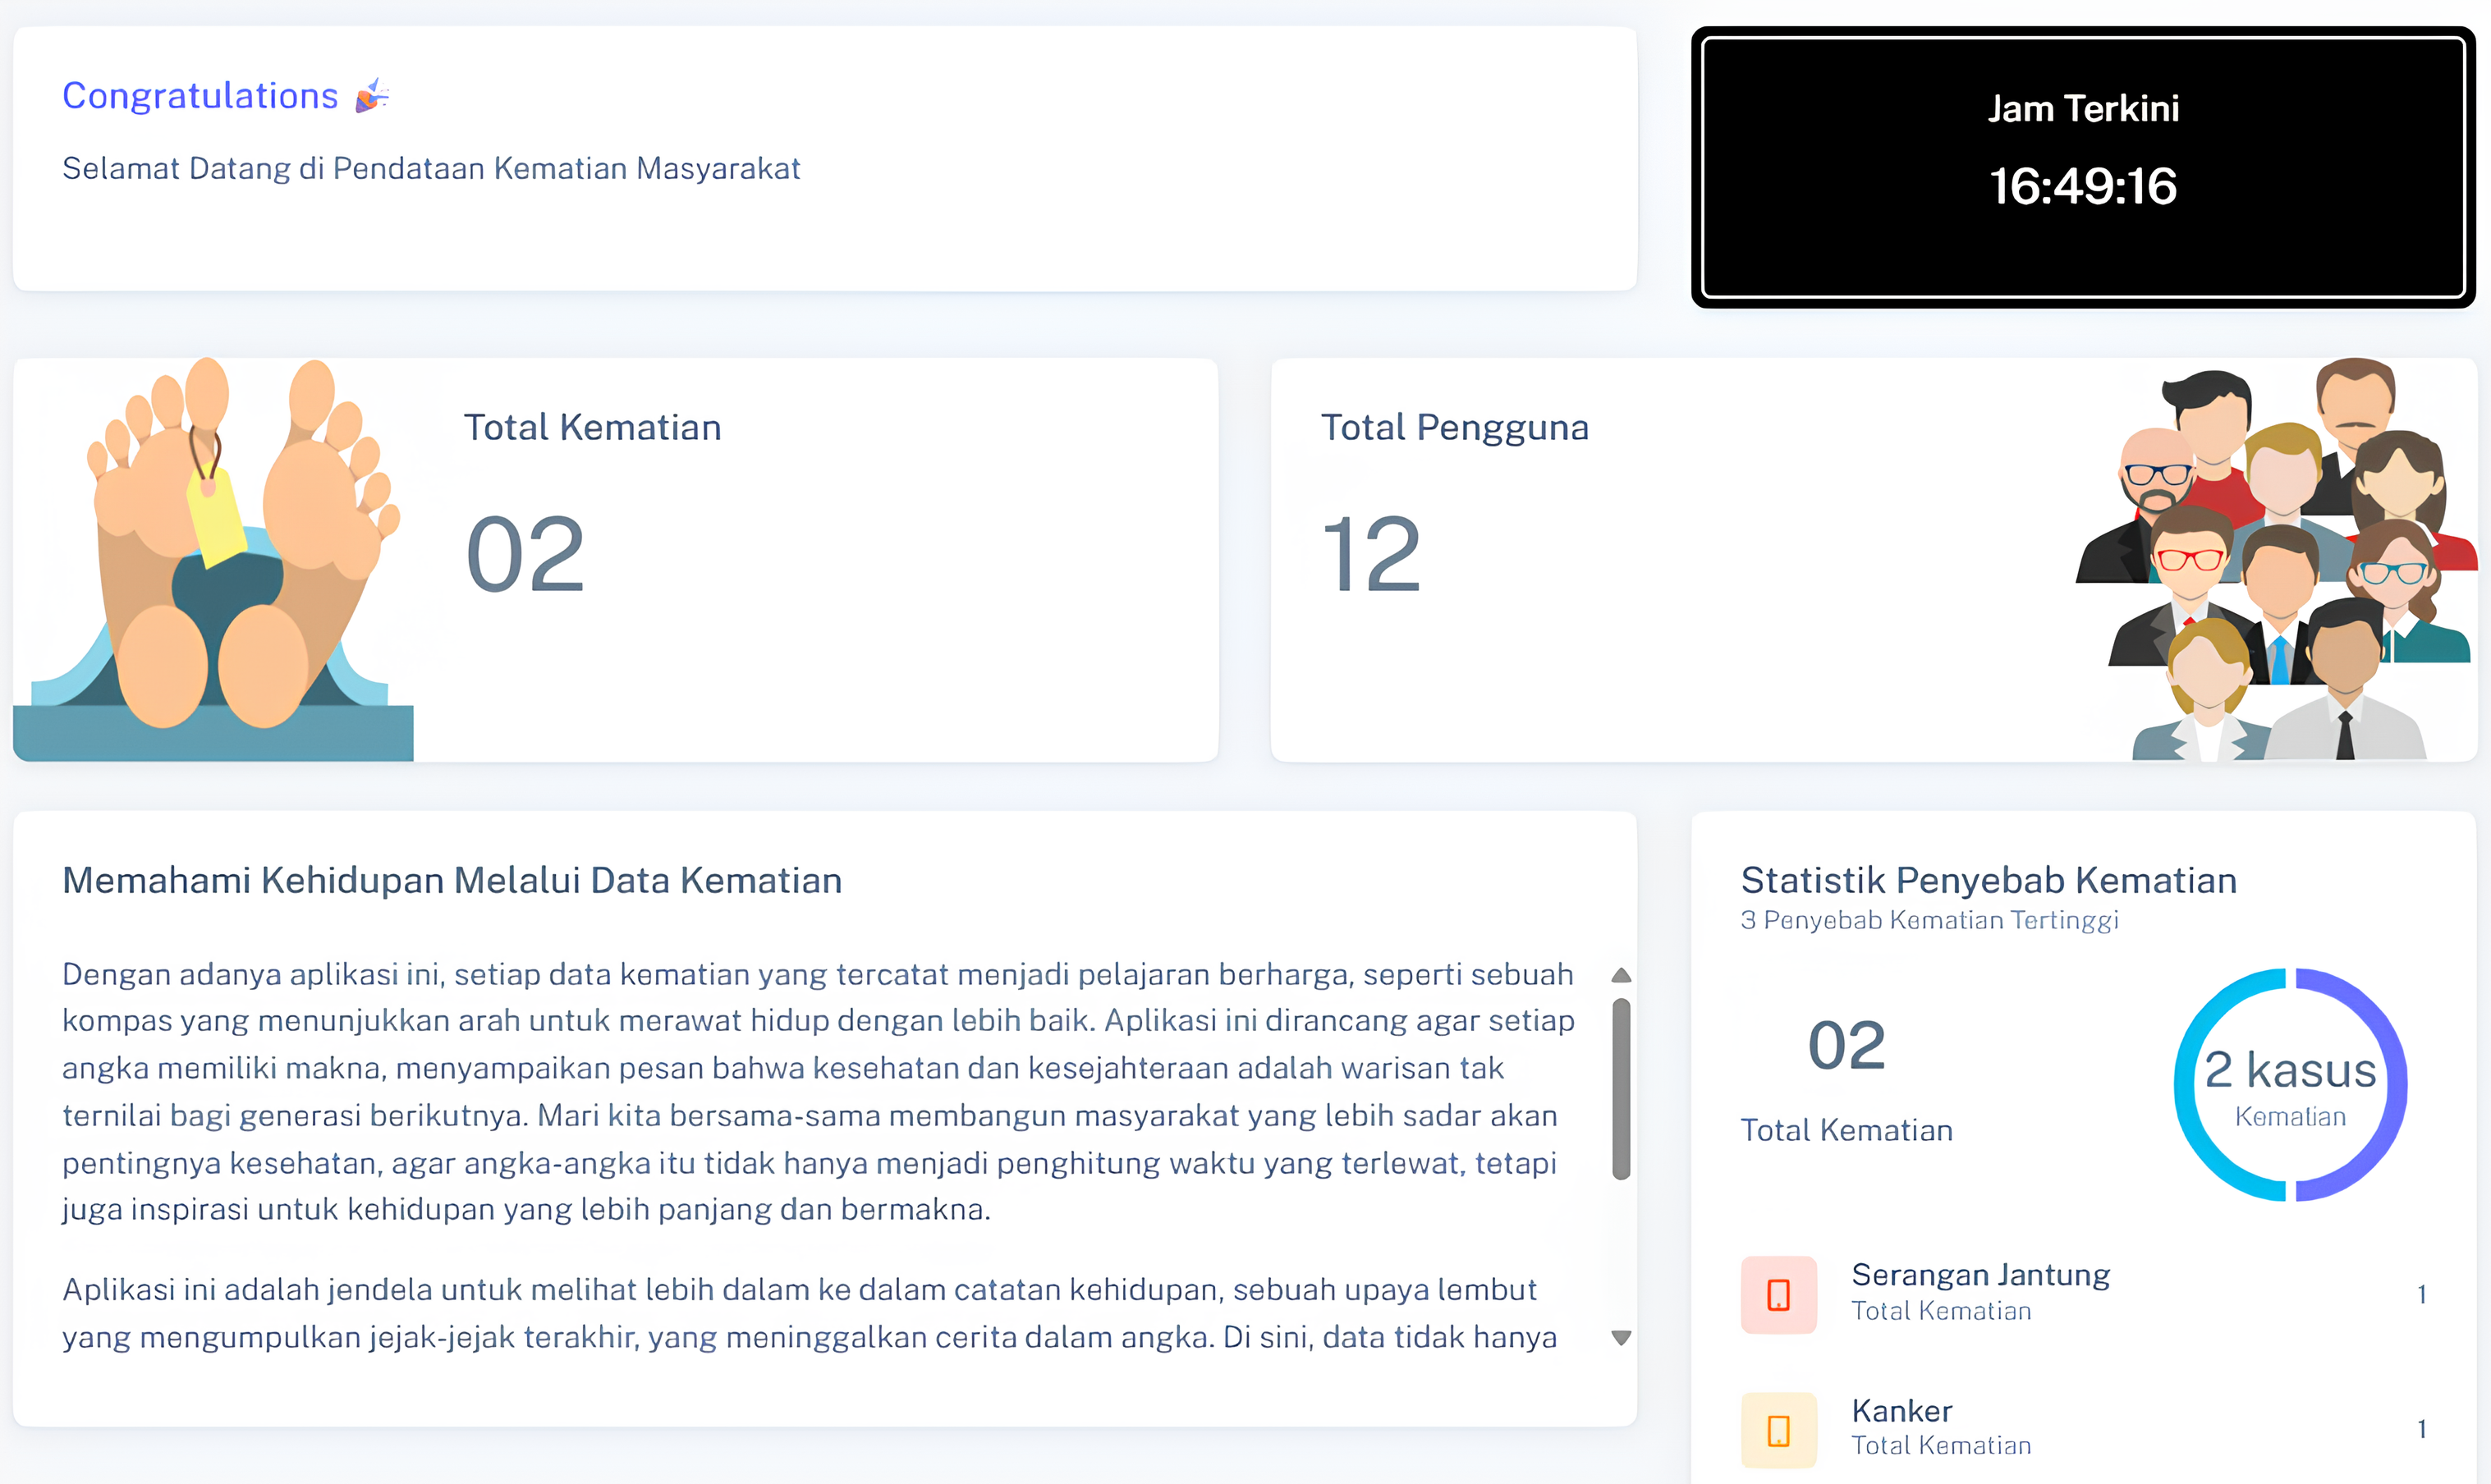 Congratulations 🎉
Selamat Datang di Pendataan Kematian Masyarakat
Jam Terkini
16:49:16
Total Kematian
02
Total Pengguna
12
Memahami Kehidupan Melalui Data Kematian
Dengan adanya aplikasi ini, setiap data kematian yang tercatat menjadi pelajaran berharga, seperti sebuah
kompas yang menunjukkan arah untuk merawat hidup dengan lebih baik. Aplikasi ini dirancang agar setiap
angka memiliki makna, menyampaikan pesan bahwa kesehatan dan kesejahteraan adalah warisan tak
ternilai bagi generasi berikutnya. Mari kita bersama-sama membangun masyarakat yang lebih sadar akan
pentingnya kesehatan, agar angka-angka itu tidak hanya menjadi penghitung waktu yang terlewat, tetapi
juga inspirasi untuk kehidupan yang lebih panjang dan bermakna.
Aplikasi ini adalah jendela untuk melihat lebih dalam ke dalam catatan kehidupan, sebuah upaya lembut
yang mengumpulkan jejak-jejak terakhir, yang meninggalkan cerita dalam angka. Di sini, data tidak hanya
Statistik Penyebab Kematian
3 Penyebab Kematian Tertinggi
02
Total Kematian
2 kasus
Kematian
Serangan Jantung
Total Kematian
1
Kanker
Total Kematian
1